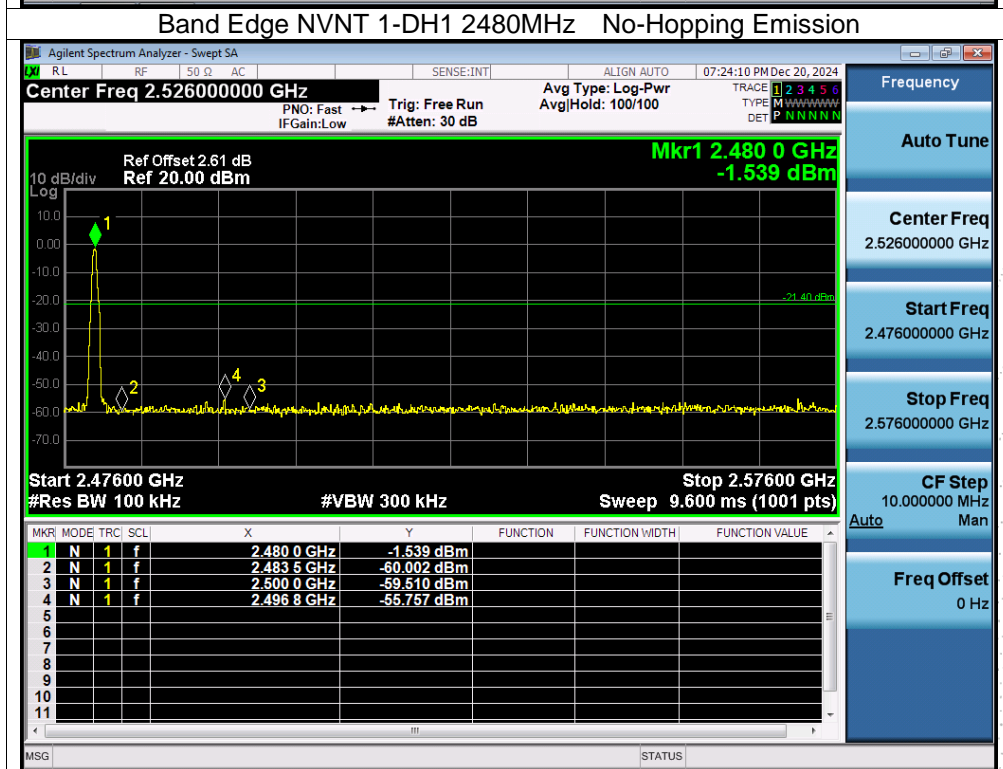 Band Edge NVNT 1-DH1 2480MHz No-Hopping Emission
Agilent Spectrum Analyzer - Swept SA
LXI RL RF 50 Ω AC SENSE:INT ALIGN AUTO 07:24:10 PM Dec 20, 2024
Center Freq 2.526000000 GHz
PNO: Fast
IFGain:Low
Trig: Free Run
#Atten: 30 dB
Avg Type: Log-Pwr
Avg|Hold: 100/100
TRACE 1 2 3 4 5 6
TYPE M WWWWW
DET P N N N N N
Frequency
Auto Tune
Center Freq
2.526000000 GHz
Start Freq
2.476000000 GHz
Stop Freq
2.576000000 GHz
CF Step
10.000000 MHz
Auto Man
Freq Offset
0 Hz
Ref Offset 2.61 dB
10 dB/div Ref 20.00 dBm
Log
Mkr1 2.480 0 GHz
-1.539 dBm
10.0
0.00
-10.0
-20.0
-30.0
-40.0
-50.0
-60.0
-70.0
1
-21.40 dBm
2
4
3
Start 2.47600 GHz Stop 2.57600 GHz
#Res BW 100 kHz #VBW 300 kHz Sweep 9.600 ms (1001 pts)
MKR MODE TRC SCL X Y FUNCTION FUNCTION WIDTH FUNCTION VALUE
1 N 1 f 2.480 0 GHz -1.539 dBm
2 N 1 f 2.483 5 GHz -60.002 dBm
3 N 1 f 2.500 0 GHz -59.510 dBm
4 N 1 f 2.496 8 GHz -55.757 dBm
5
6
7
8
9
10
11
MSG STATUS